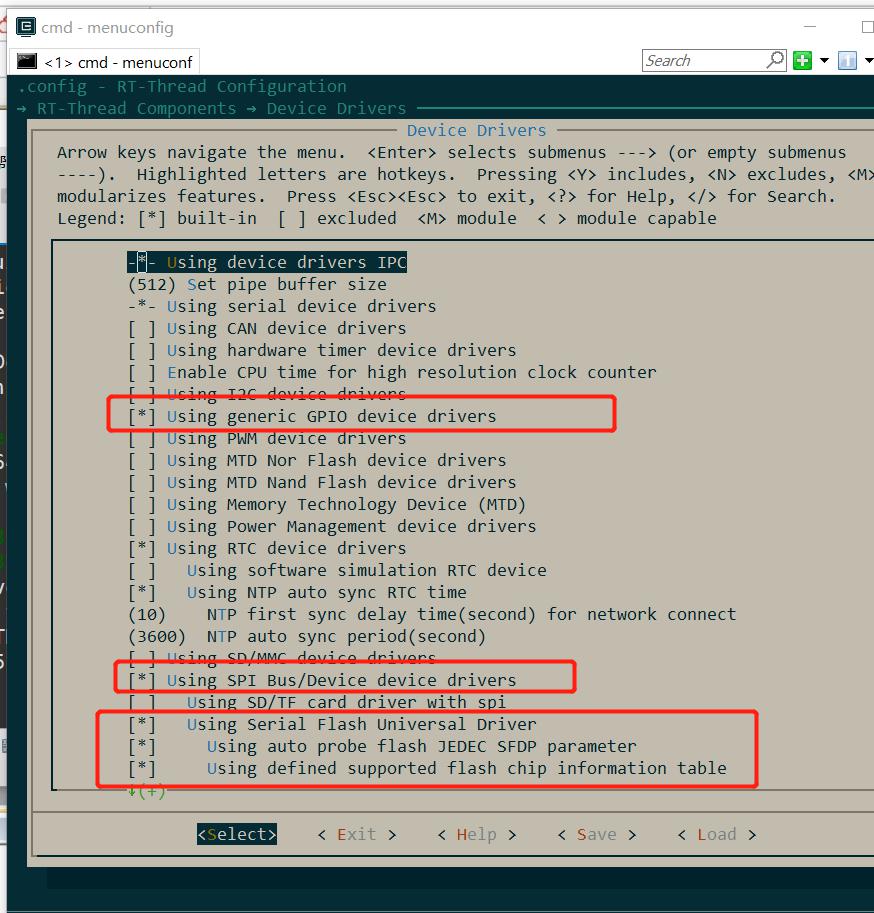 cmd - menuconfig
<1> cmd - menuconf
Search
.config - RT-Thread Configuration
→ RT-Thread Components → Device Drivers
Device Drivers
Arrow keys navigate the menu.  <Enter> selects submenus ---> (or empty submenus
----).  Highlighted letters are hotkeys.  Pressing <Y> includes, <N> excludes, <M>
modularizes features.  Press <Esc><Esc> to exit, <?> for Help, </> for Search.
Legend: [*] built-in  [ ] excluded  <M> module  < > module capable
-*- Using device drivers IPC
(512) Set pipe buffer size
-*- Using serial device drivers
[ ] Using CAN device drivers
[ ] Using hardware timer device drivers
[ ] Enable CPU time for high resolution clock counter
[ ] Using I2C device drivers
[*] Using generic GPIO device drivers
[ ] Using PWM device drivers
[ ] Using MTD Nor Flash device drivers
[ ] Using MTD Nand Flash device drivers
[ ] Using Memory Technology Device (MTD)
[ ] Using Power Management device drivers
[*] Using RTC device drivers
[ ]   Using software simulation RTC device
[*]   Using NTP auto sync RTC time
(10)    NTP first sync delay time(second) for network connect
(3600)  NTP auto sync period(second)
[ ] Using SD/MMC device drivers
[*] Using SPI Bus/Device device drivers
[ ]   Using SD/TF card driver with spi
[*]   Using Serial Flash Universal Driver
[*]     Using auto probe flash JEDEC SFDP parameter
[*]     Using defined supported flash chip information table
↓(+)
<Select>    < Exit >    < Help >    < Save >    < Load >